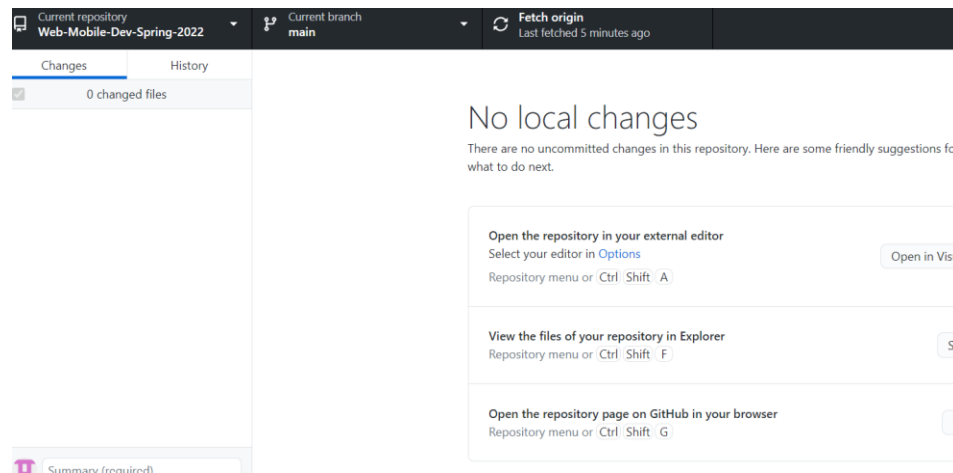 Current repository
Web-Mobile-Dev-Spring-2022
Current branch
main
Fetch origin
Last fetched 5 minutes ago
Changes
History
0 changed files
No local changes
There are no uncommitted changes in this repository. Here are some friendly suggestions fo
what to do next.
Open the repository in your external editor
Select your editor in Options
Repository menu or Ctrl Shift A
Open in Vis
View the files of your repository in Explorer
Repository menu or Ctrl Shift F
S
Open the repository page on GitHub in your browser
Repository menu or Ctrl Shift G
Summary (required)